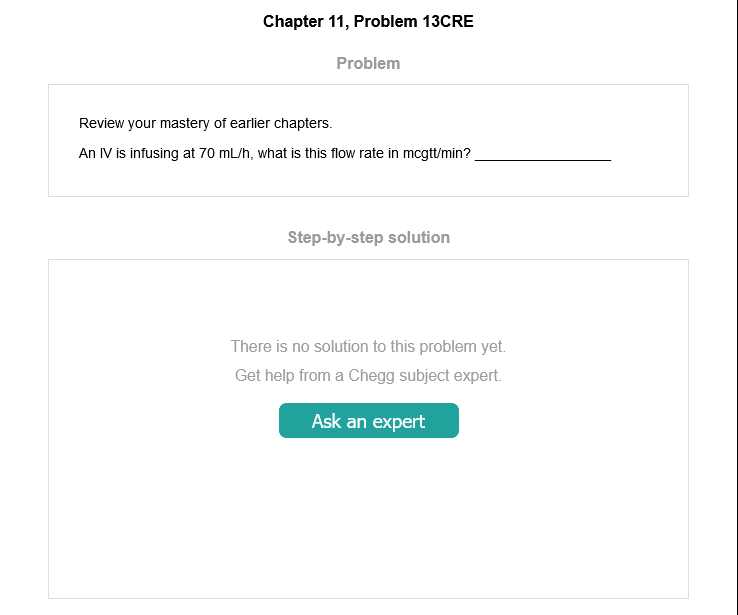 Chapter 11, Problem 13CRE
Problem
Review your mastery of earlier chapters.
An IV is infusing at 70 mL/h, what is this flow rate in mcgtt/min? __________________
Step-by-step solution
There is no solution to this problem yet.
Get help from a Chegg subject expert.
Ask an expert